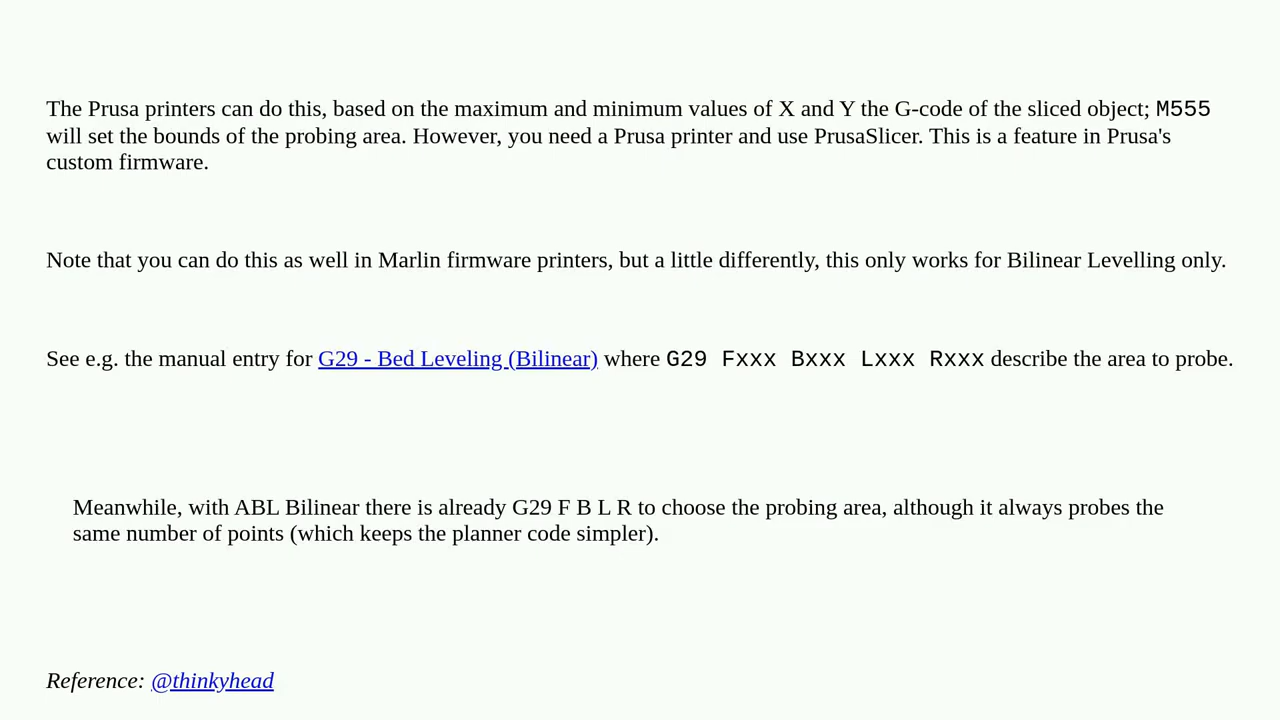 The Prusa printers can do this, based on the maximum and minimum values of X and Y the G-code of the sliced object; M555
will set the bounds of the probing area. However, you need a Prusa printer and use PrusaSlicer. This is a feature in Prusa's
custom firmware.
Note that you can do this as well in Marlin firmware printers, but a little differently, this only works for Bilinear Levelling only.
See e.g. the manual entry for G29 - Bed Leveling (Bilinear) where G29 Fxxx Bxxx Lxxx Rxxx describe the area to probe.
Meanwhile, with ABL Bilinear there is already G29 F B L R to choose the probing area, although it always probes the
same number of points (which keeps the planner code simpler).
Reference: @thinkyhead